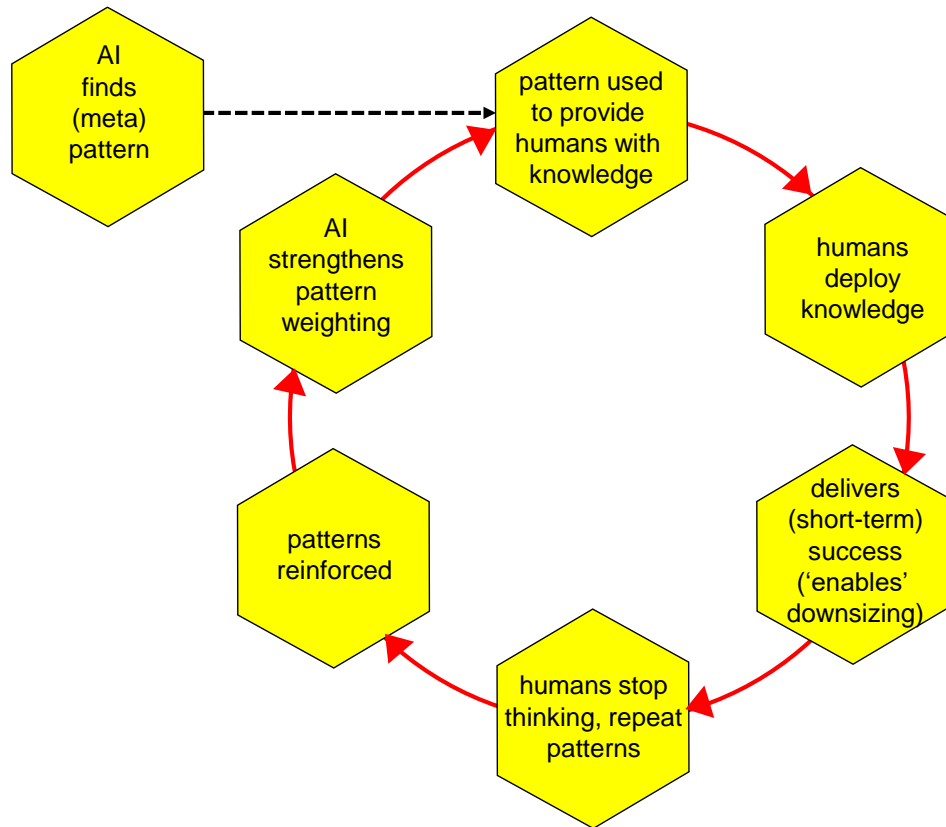 AI
finds
(meta)
pattern
pattern used
to provide
humans with
knowledge
humans
deploy
knowledge
delivers
(short-term)
success
(‘enables’
downsizing)
humans stop
thinking, repeat
patterns
patterns
reinforced
AI
strengthens
pattern
weighting